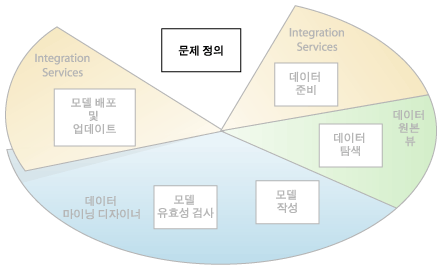 문제 정의
Integration
Services
데이터
준비
데이터
원본
뷰
데이터
탐색
모델
작성
모델
유효성 검사
데이터
마이닝 디자이너
Integration
Services
모델 배포
및
업데이트